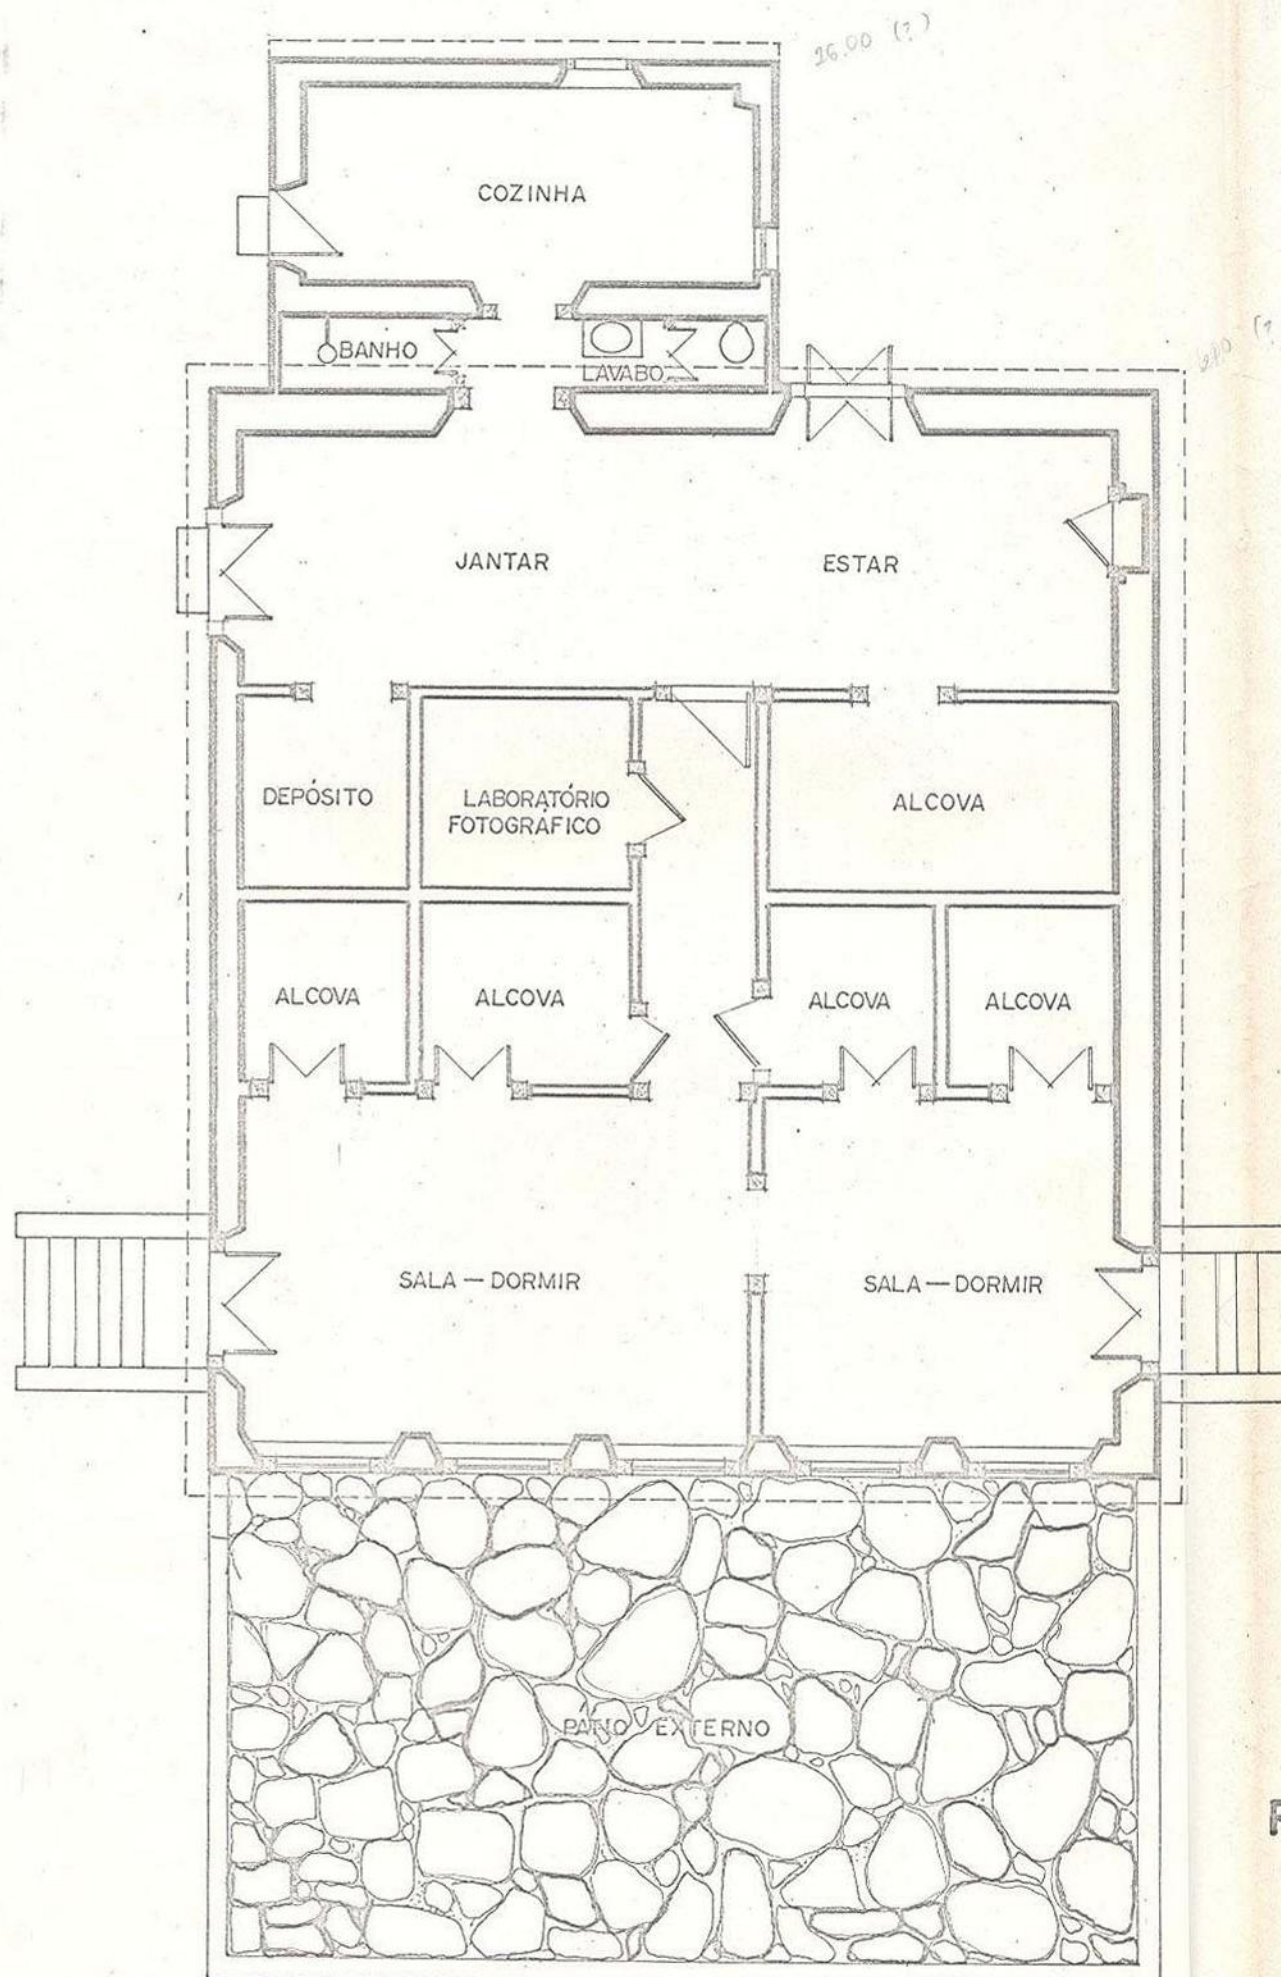 26.00 (?)
COZINHA
BANHO
LAVABO
JANTAR
ESTAR
DEPÓSITO
LABORATÓRIO
FOTOGRÁFICO
ALCOVA
ALCOVA
ALCOVA
ALCOVA
ALCOVA
SALA — DORMIR
SALA — DORMIR
PATIO EXTERNO